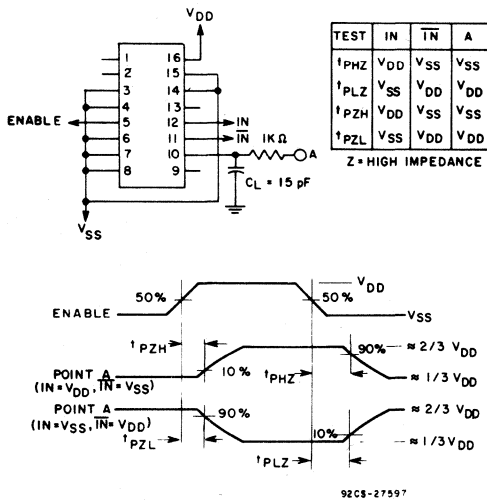 VDD
1 16
2 15
3 14
4 13
ENABLE 5 12 IN
6 11 I̅N̅
7 10 1KΩ A
8 9
CL = 15 pF
VSS
TEST IN I̅N̅ A
tPHZ VDD VSS VSS
tPLZ VSS VDD VDD
tPZH VDD VSS VSS
tPZL VSS VDD VDD
Z = HIGH IMPEDANCE
VDD
50% 50%
ENABLE VSS
tPZH 90% ≈ 2/3 VDD
10% tPHZ
POINT A ≈ 1/3 VDD
(IN=VDD, I̅N̅=VSS)
POINT A ≈ 2/3 VDD
(IN=VSS, I̅N̅=VDD) 90%
10% ≈ 1/3 VDD
tPZL tPLZ
92CS-27597